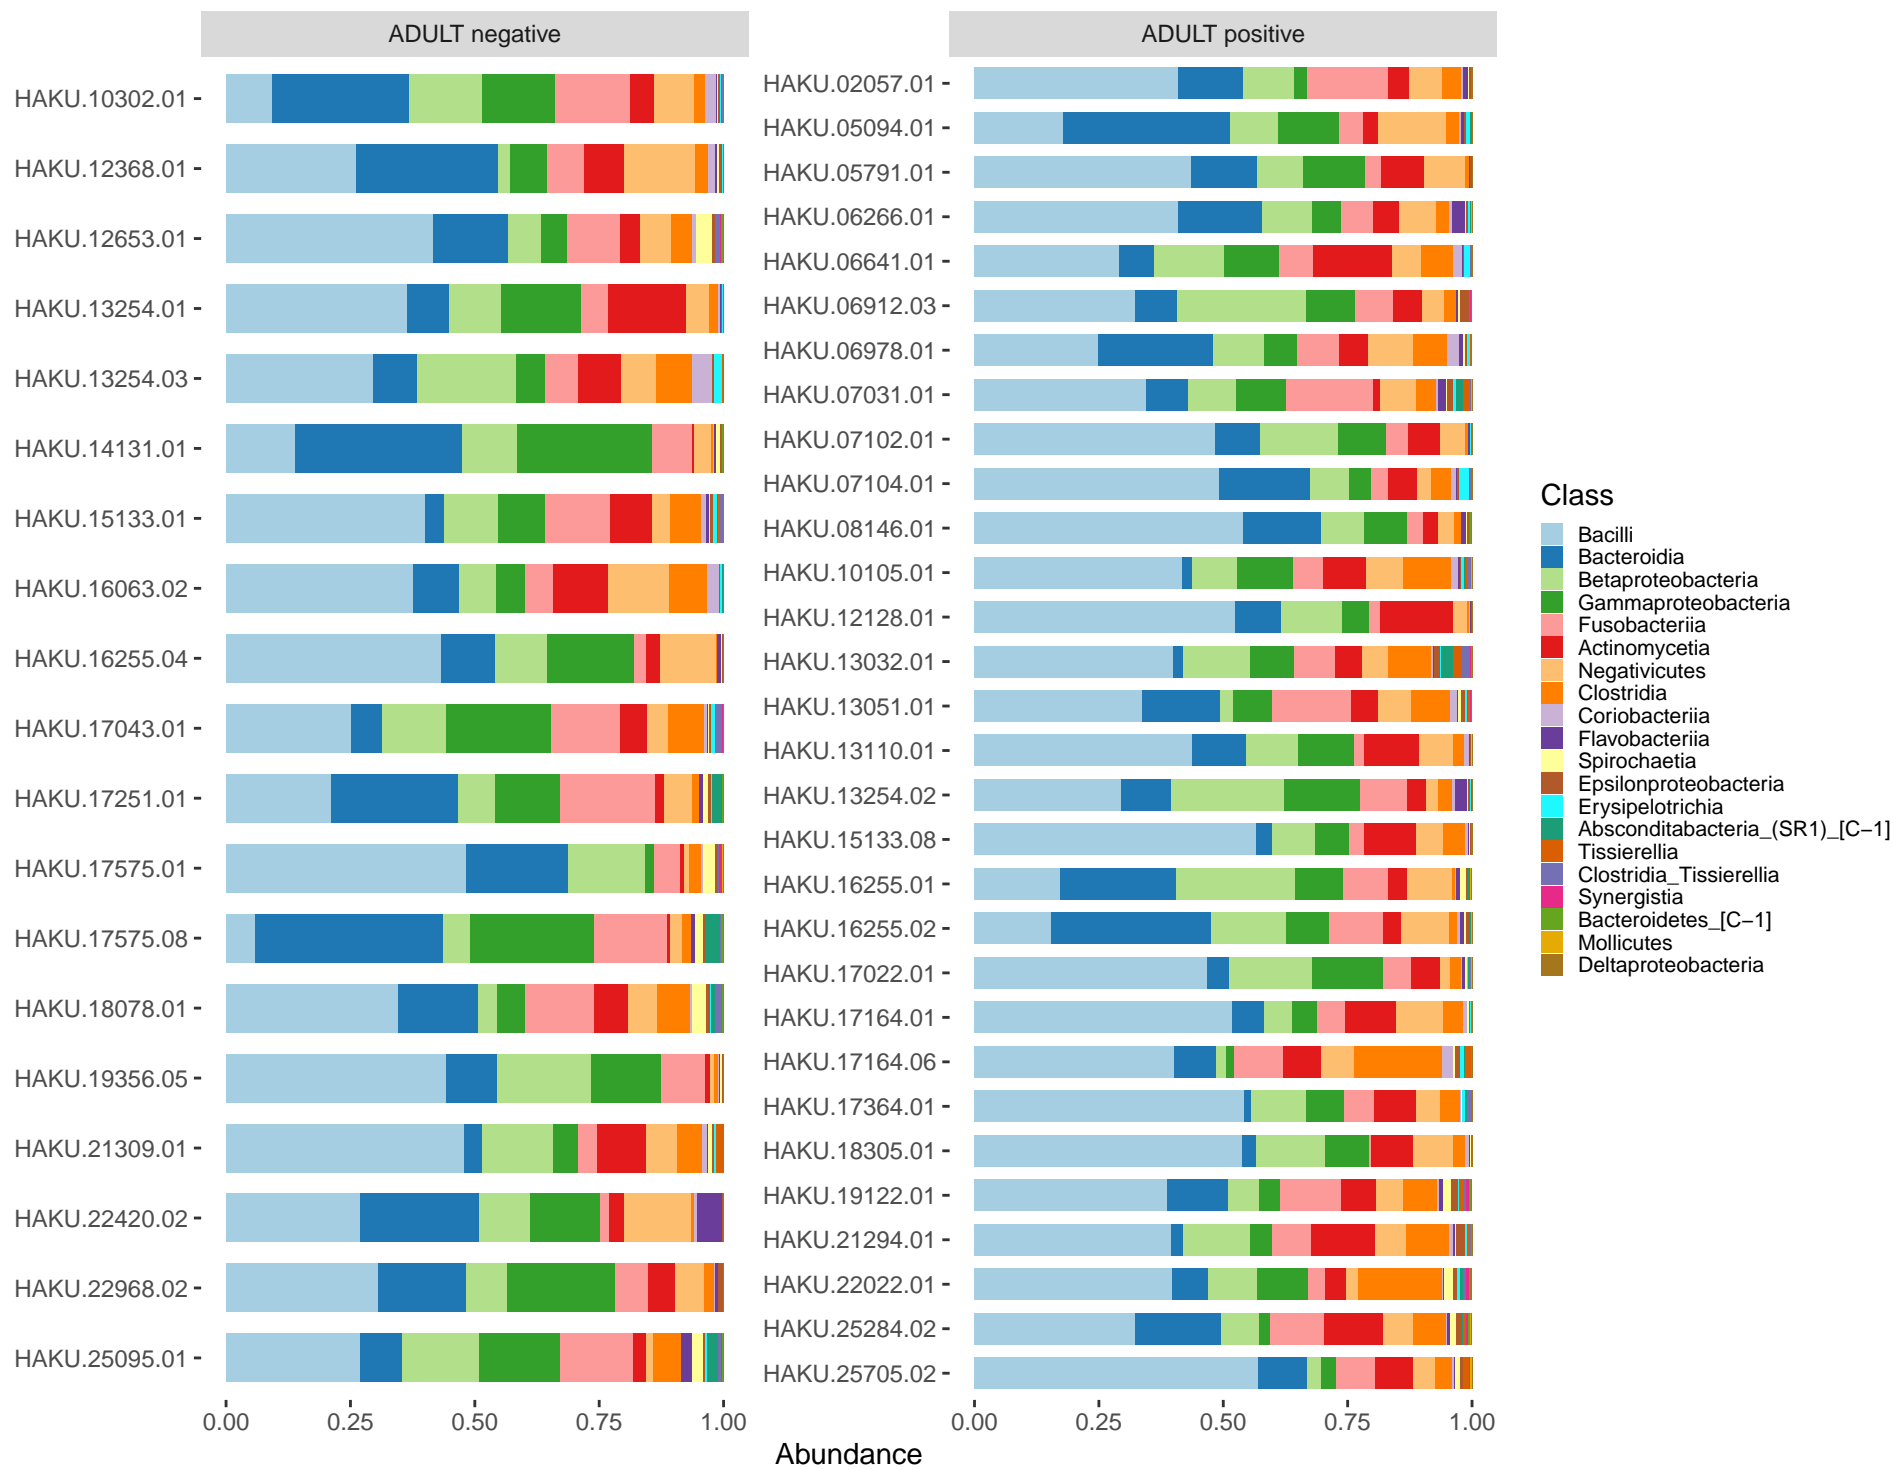 ADULT negative
HAKU.10302.01
HAKU.12368.01
HAKU.12653.01
HAKU.13254.01
HAKU.13254.03
HAKU.14131.01
HAKU.15133.01
HAKU.16063.02
HAKU.16255.04
HAKU.17043.01
HAKU.17251.01
HAKU.17575.01
HAKU.17575.08
HAKU.18078.01
HAKU.19356.05
HAKU.21309.01
HAKU.22420.02
HAKU.22968.02
HAKU.25095.01
0.00 0.25 0.50 0.75 1.00
ADULT positive
HAKU.02057.01
HAKU.05094.01
HAKU.05791.01
HAKU.06266.01
HAKU.06641.01
HAKU.06912.03
HAKU.06978.01
HAKU.07031.01
HAKU.07102.01
HAKU.07104.01
HAKU.08146.01
HAKU.10105.01
HAKU.12128.01
HAKU.13032.01
HAKU.13051.01
HAKU.13110.01
HAKU.13254.02
HAKU.15133.08
HAKU.16255.01
HAKU.16255.02
HAKU.17022.01
HAKU.17164.01
HAKU.17164.06
HAKU.17364.01
HAKU.18305.01
HAKU.19122.01
HAKU.21294.01
HAKU.22022.01
HAKU.25284.02
HAKU.25705.02
0.00 0.25 0.50 0.75 1.00
Abundance
Class
Bacilli
Bacteroidia
Betaproteobacteria
Gammaproteobacteria
Fusobacteriia
Actinomycetia
Negativicutes
Clostridia
Coriobacteriia
Flavobacteriia
Spirochaetia
Epsilonproteobacteria
Erysipelotrichia
Absconditabacteria_(SR1)_[C−1]
Tissierellia
Clostridia_Tissierellia
Synergistia
Bacteroidetes_[C−1]
Mollicutes
Deltaproteobacteria